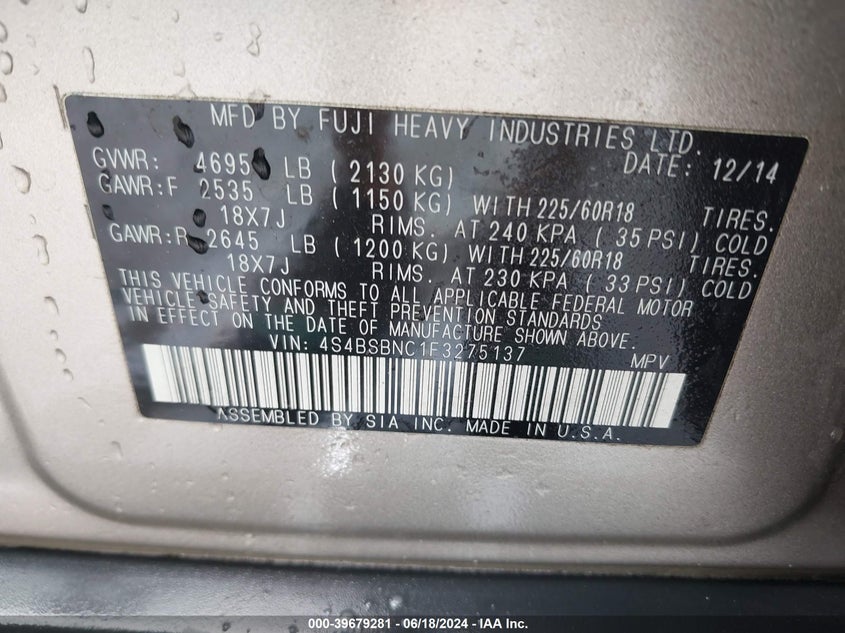 MFD BY FUJI HEAVY INDUSTRIES LTD.
GVWR: 4695 LB ( 2130 KG) DATE: 12/14
GAWR:F 2535 LB ( 1150 KG) WITH 225/60R18 TIRES.
18X7J RIMS. AT 240 KPA ( 35 PSI) COLD
GAWR:R 2645 LB ( 1200 KG) WITH 225/60R18 TIRES.
18X7J RIMS. AT 230 KPA ( 33 PSI) COLD
THIS VEHICLE CONFORMS TO ALL APPLICABLE FEDERAL MOTOR
VEHICLE SAFETY AND THEFT PREVENTION STANDARDS
IN EFFECT ON THE DATE OF MANUFACTURE SHOWN ABOVE.
VIN: 4S4BSBNC1F3275137 MPV
ASSEMBLED BY SIA INC. MADE IN U.S.A.
000-39679281 - 06/18/2024 - IAA Inc.